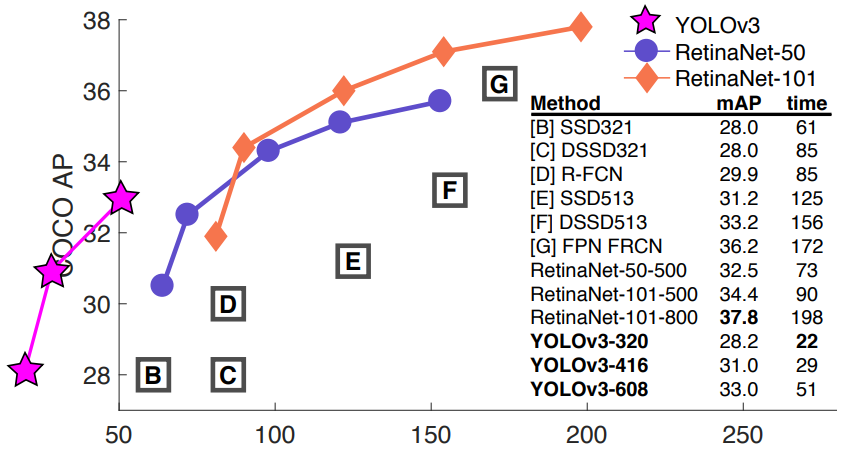 38
36
34
32
30
28
COCO AP
50
100
150
200
250
B
C
D
E
F
G
YOLOv3
RetinaNet-50
RetinaNet-101
Method mAP time
[B] SSD321 28.0 61
[C] DSSD321 28.0 85
[D] R-FCN 29.9 85
[E] SSD513 31.2 125
[F] DSSD513 33.2 156
[G] FPN FRCN 36.2 172
RetinaNet-50-500 32.5 73
RetinaNet-101-500 34.4 90
RetinaNet-101-800 37.8 198
YOLOv3-320 28.2 22
YOLOv3-416 31.0 29
YOLOv3-608 33.0 51